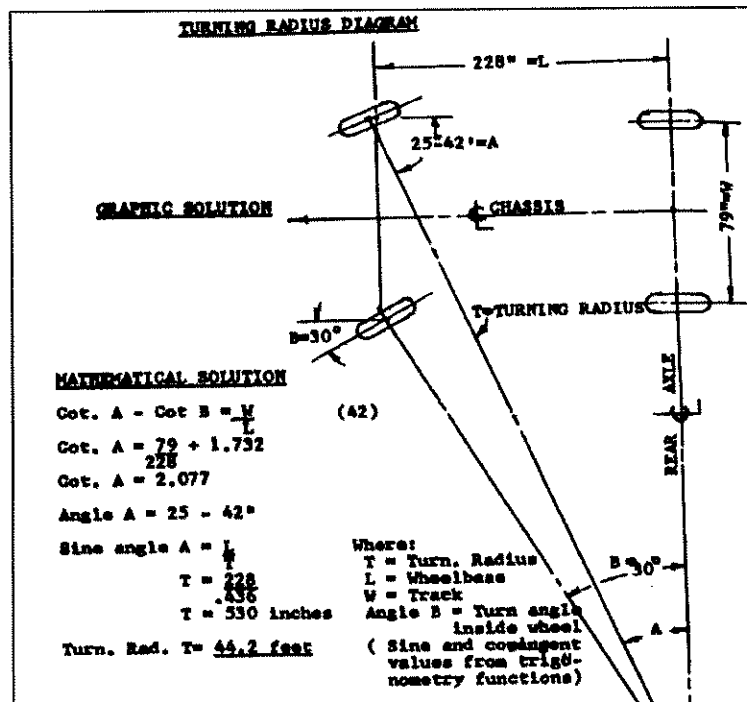 TURNING RADIUS DIAGRAM
228" =L
25-42'=A
GRAPHIC SOLUTION
CHASSIS
79"=W
T=TURNING RADIUS
B=30°
MATHEMATICAL SOLUTION
Cot. A - Cot B = W
L
(42)
Cot. A = 79 + 1.732
228
Cot. A = 2.077
Angle A = 25 - 42"
Sine angle A = L
T
T = 228
.436
T = 530 inches
Turn. Rad. T= 44.2 feet
REAR AXLE
Where:
T = Turn. Radius
L = Wheelbase
W = Track
Angle B = Turn angle
inside wheel
( Sine and comingent
values from trigo-
nometry functions)
B=
30°
A